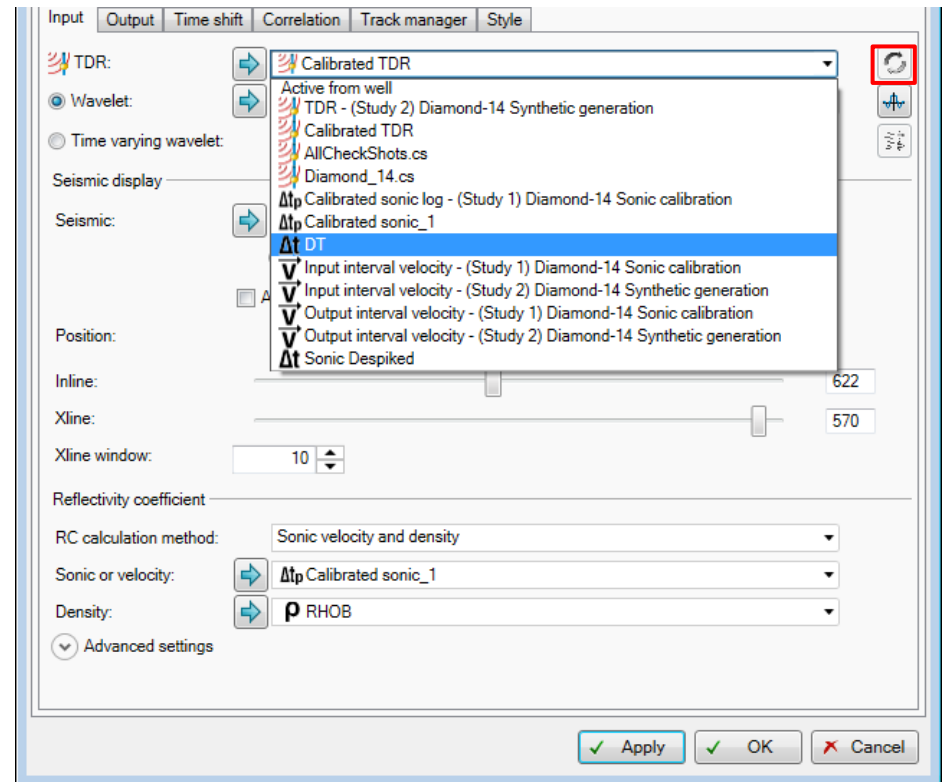 Input Output Time shift Correlation Track manager Style
TDR: Calibrated TDR
Active from well
Wavelet: TDR - (Study 2) Diamond-14 Synthetic generation
Calibrated TDR
Time varying wavelet: AllCheckShots.cs
Diamond_14.cs
Seismic display
Δtp Calibrated sonic log - (Study 1) Diamond-14 Sonic calibration
Seismic: Δtp Calibrated sonic_1
Δt DT
V Input interval velocity - (Study 1) Diamond-14 Sonic calibration
A V Input interval velocity - (Study 2) Diamond-14 Synthetic generation
V Output interval velocity - (Study 1) Diamond-14 Sonic calibration
Position: V Output interval velocity - (Study 2) Diamond-14 Synthetic generation
Δt Sonic Despiked
Inline: 622
Xline: 570
Xline window: 10
Reflectivity coefficient
RC calculation method: Sonic velocity and density
Sonic or velocity: Δtp Calibrated sonic_1
Density: ρ RHOB
Advanced settings
Apply OK Cancel